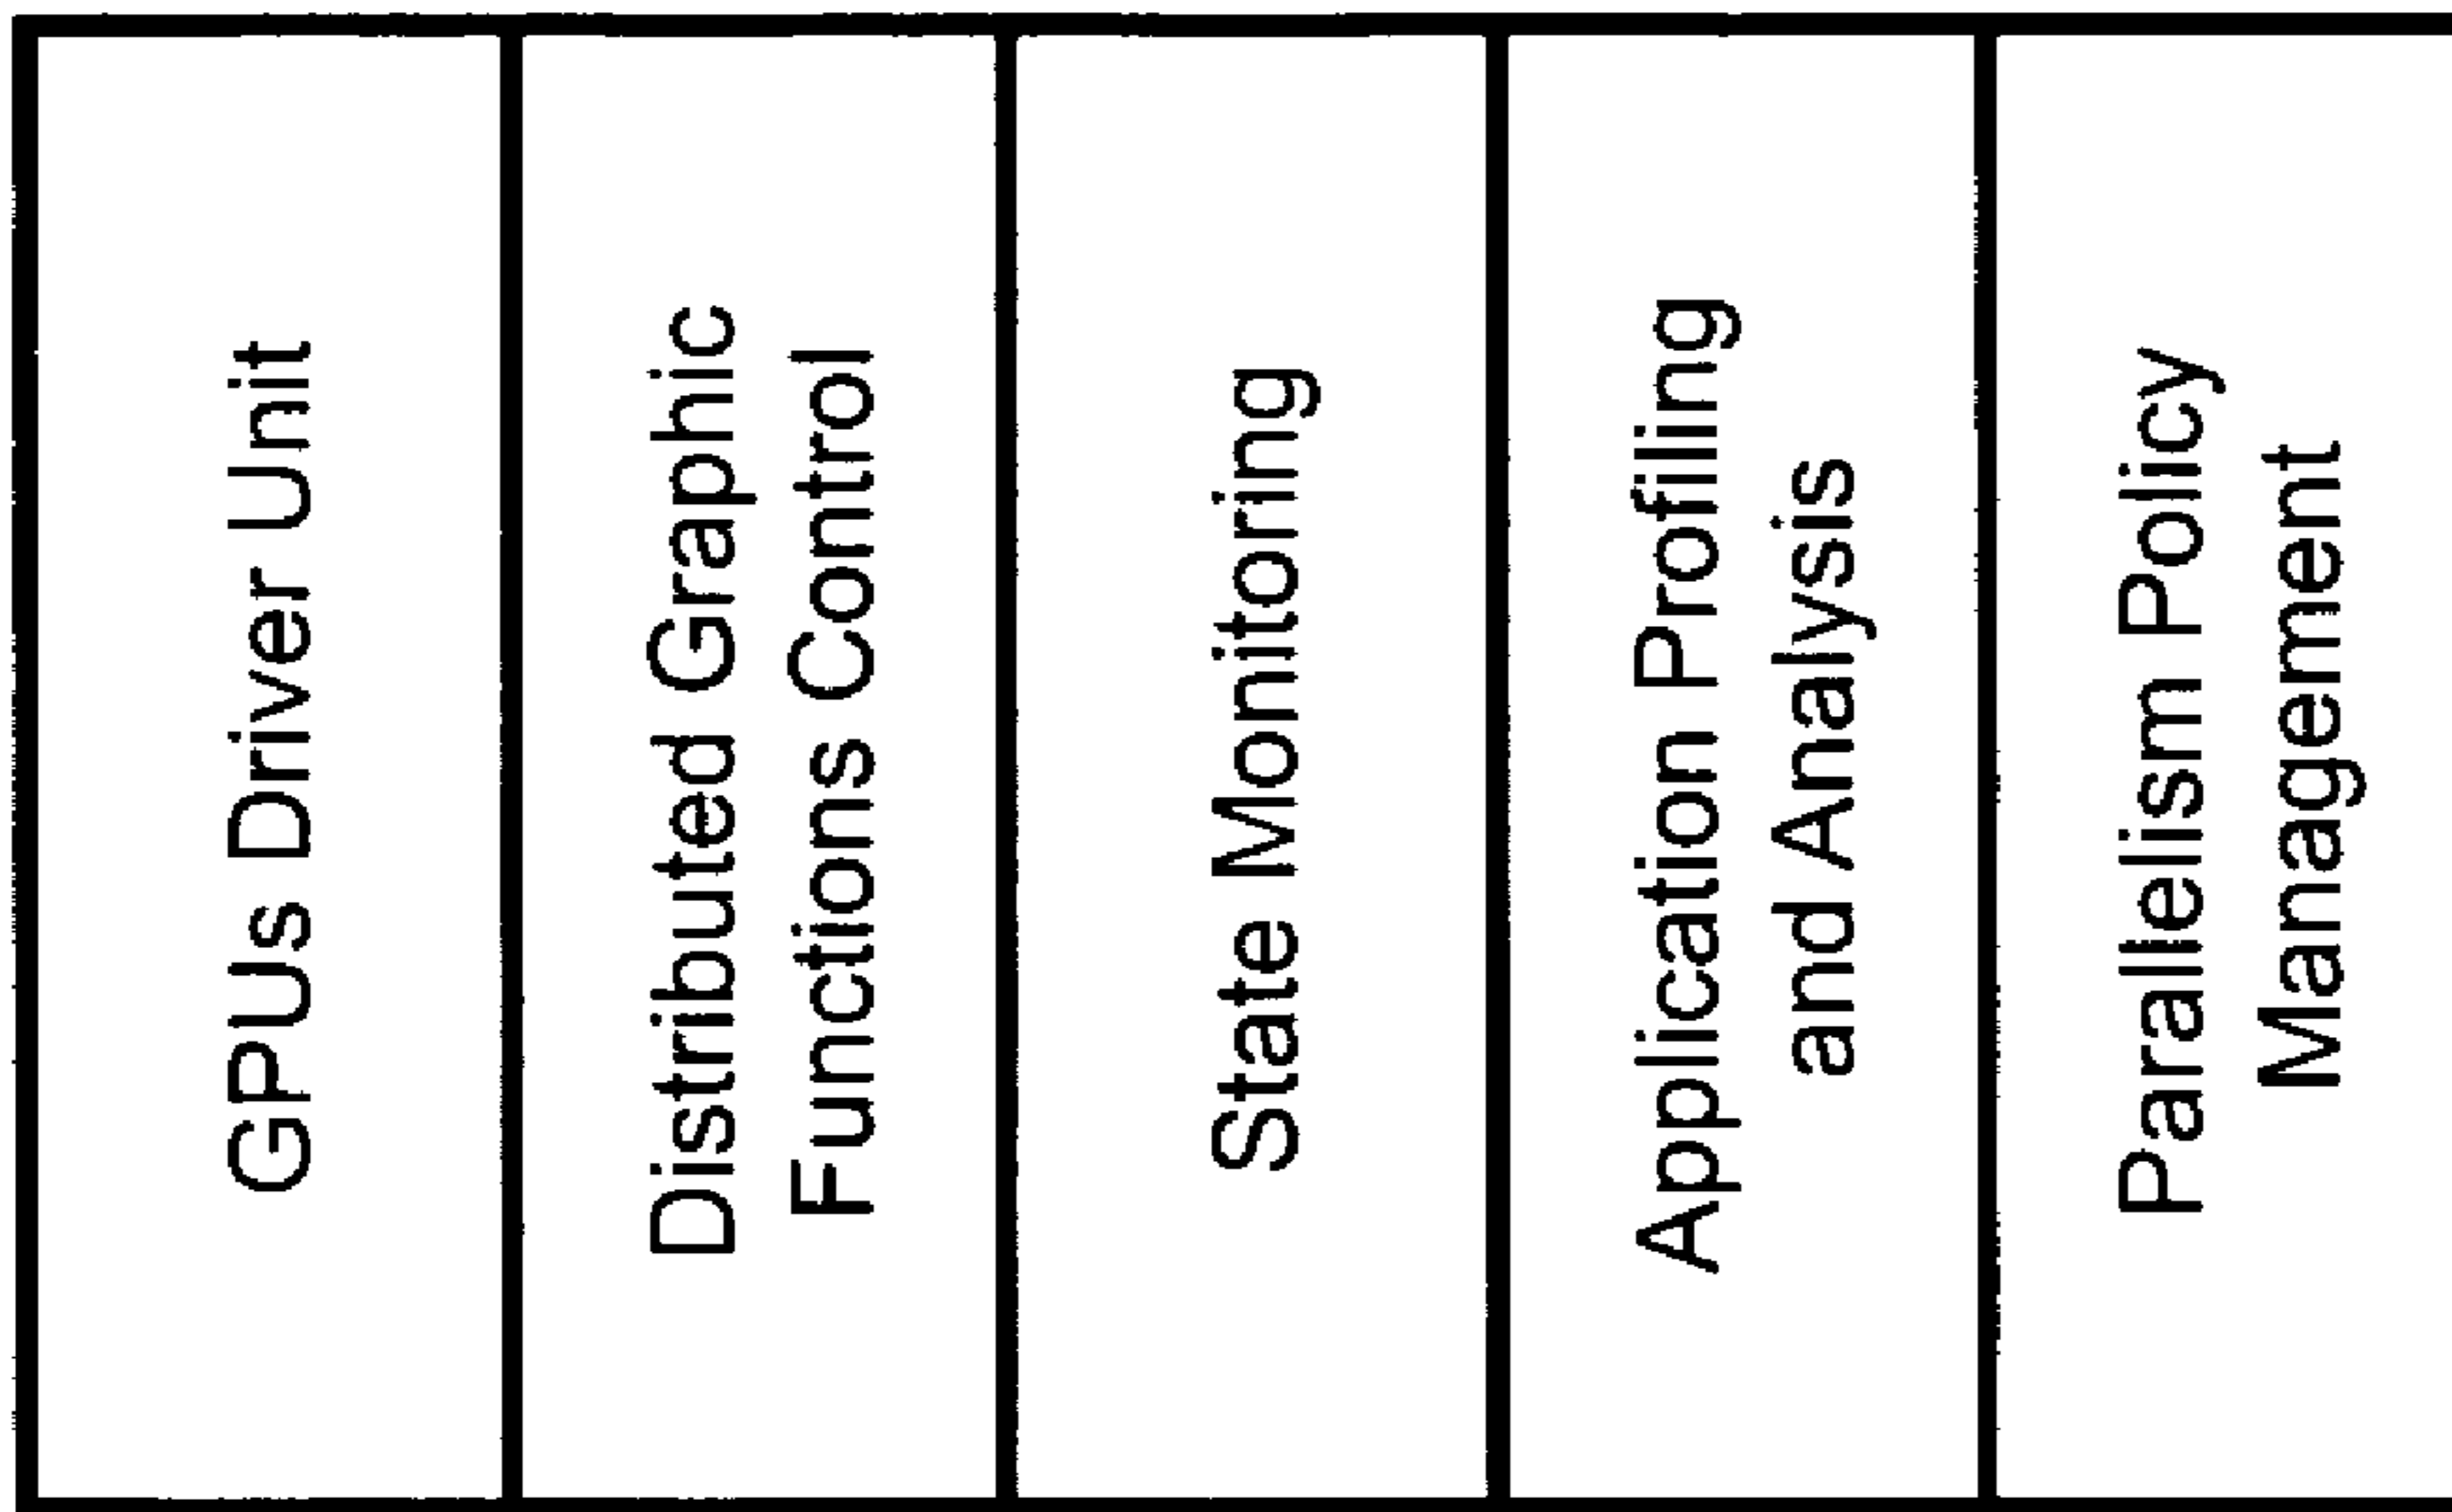 GPUs Driver Unit
Distributed Graphic
Functions Control
State Monitoring
Application Profiling
and Analysis
Parallelism Policy
Management